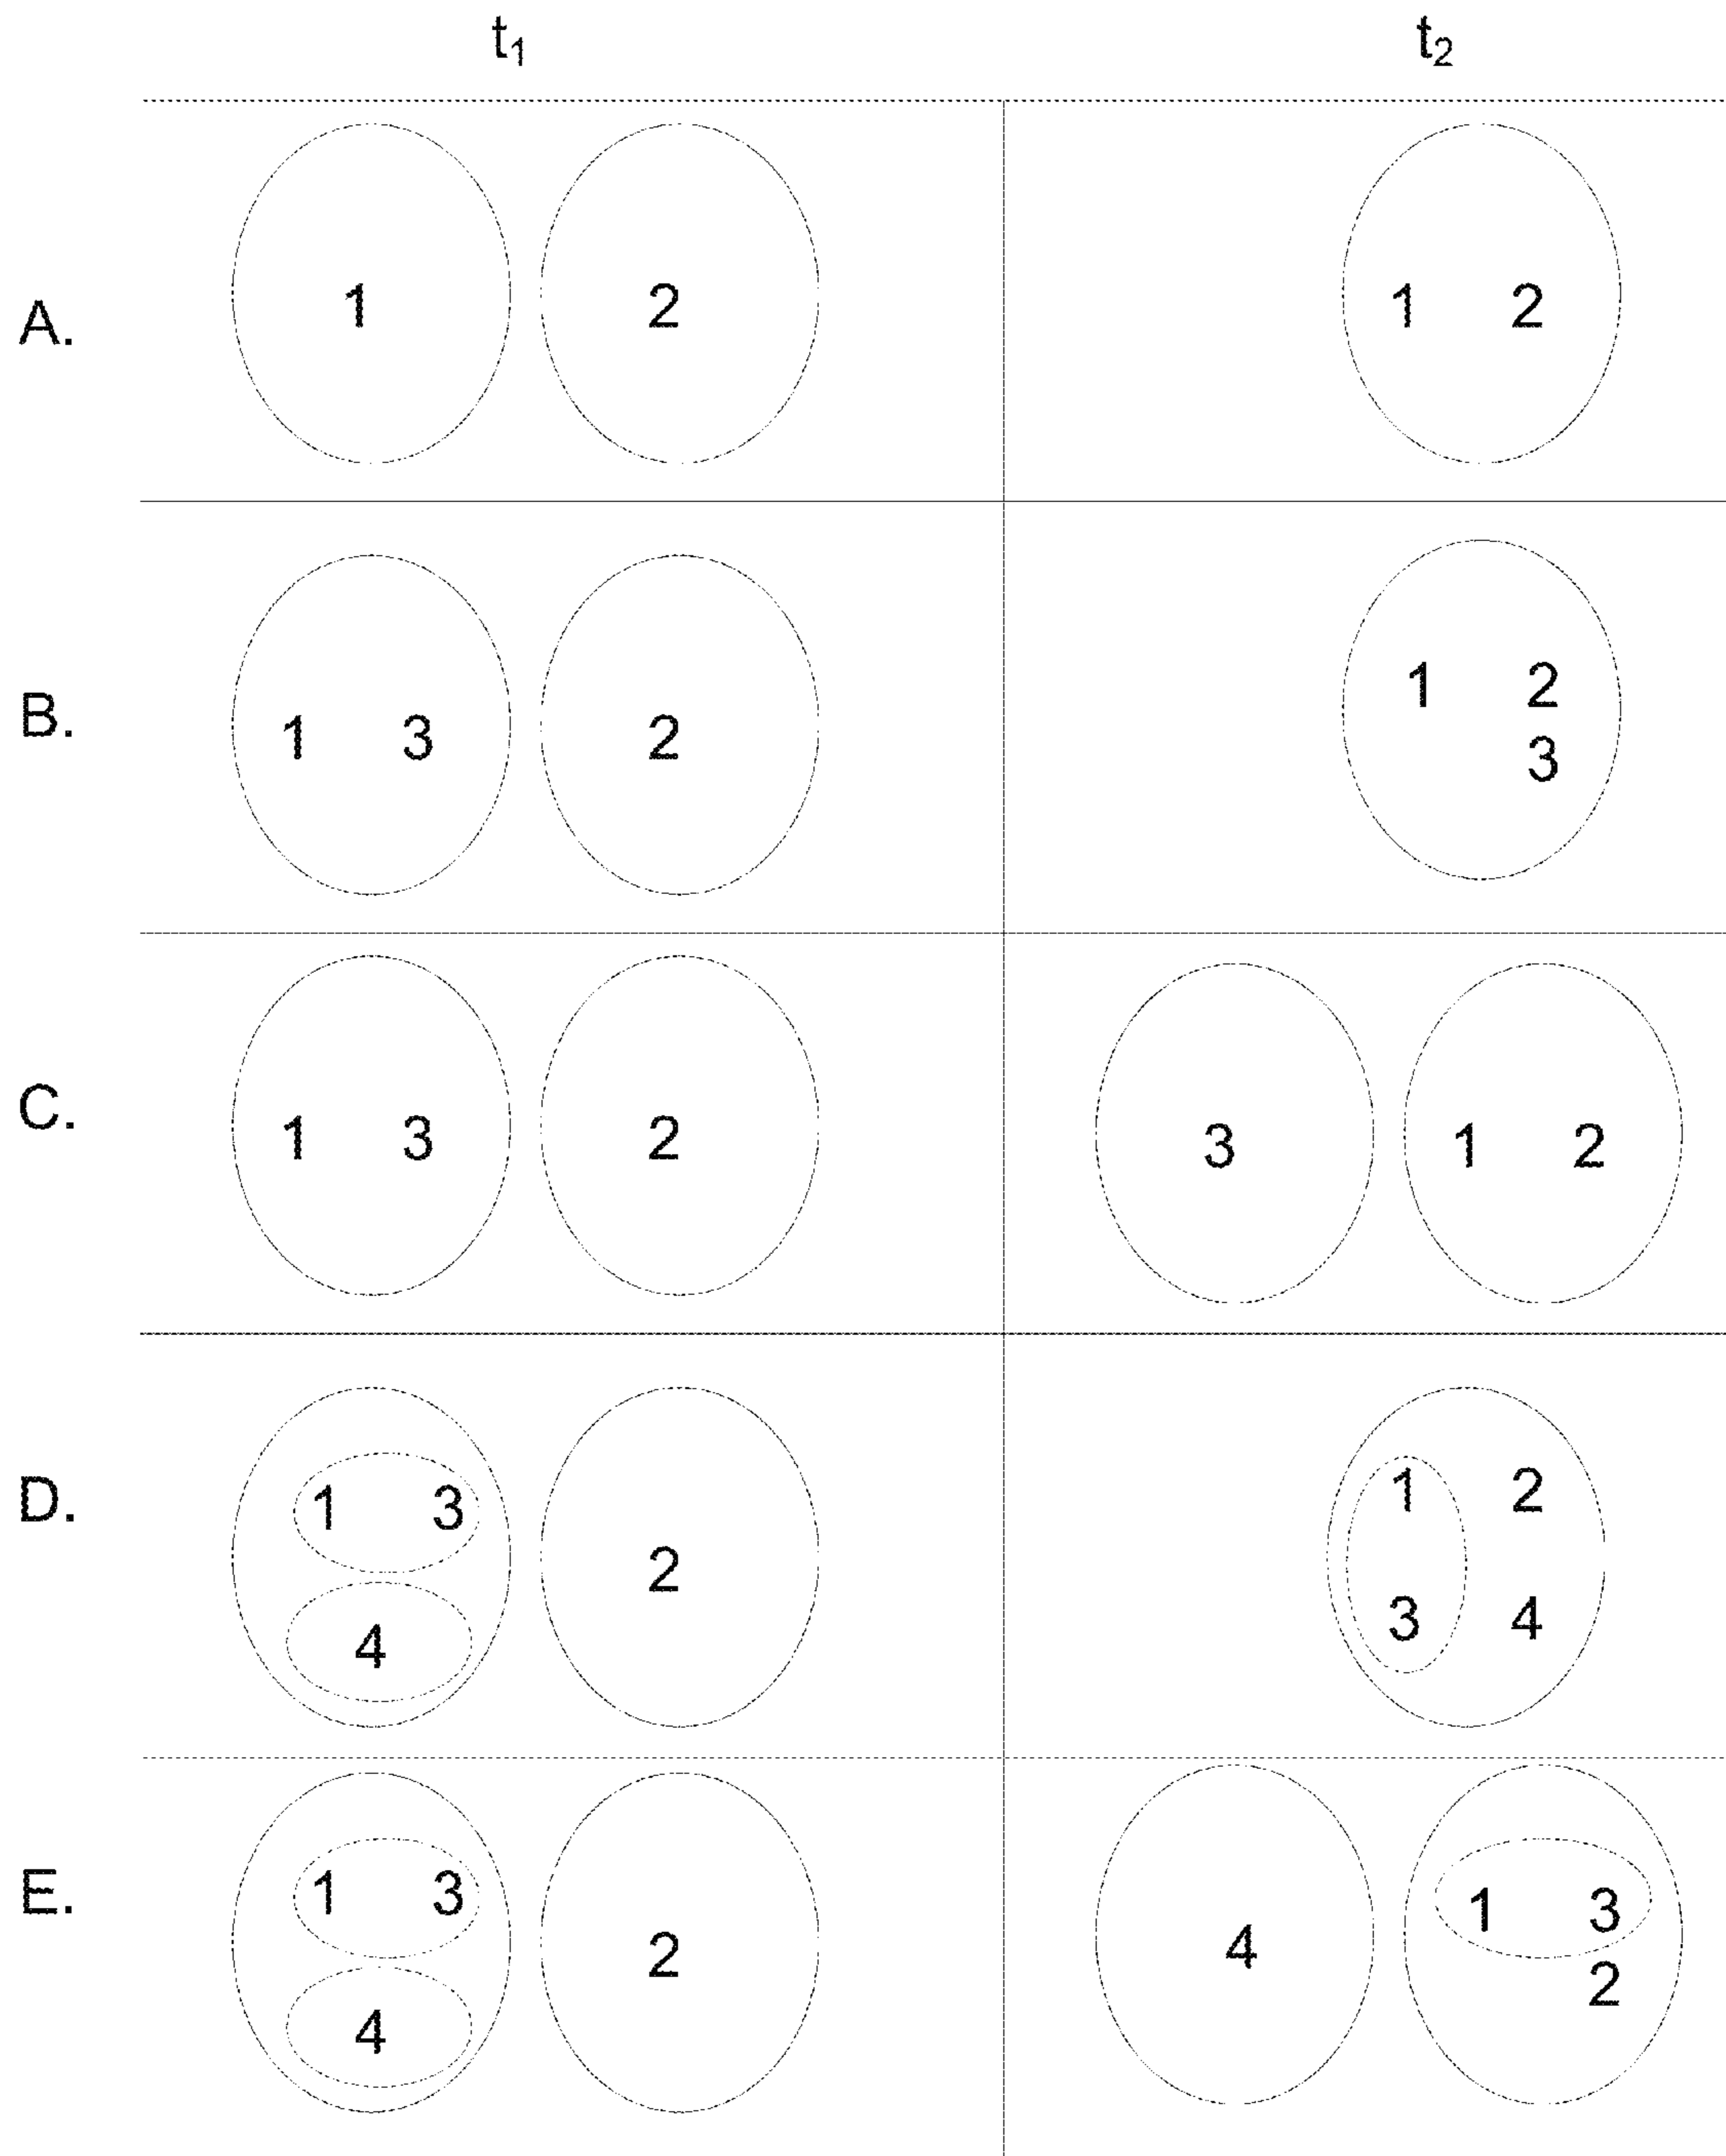 t₁ t₂
A. 1 2 1 2
B. 1 3 2 1 2
3
C. 1 3 2 3 1 2
D. 1 3 2 1 2
4 3 4
E. 1 3 2 4 1 3
4 2